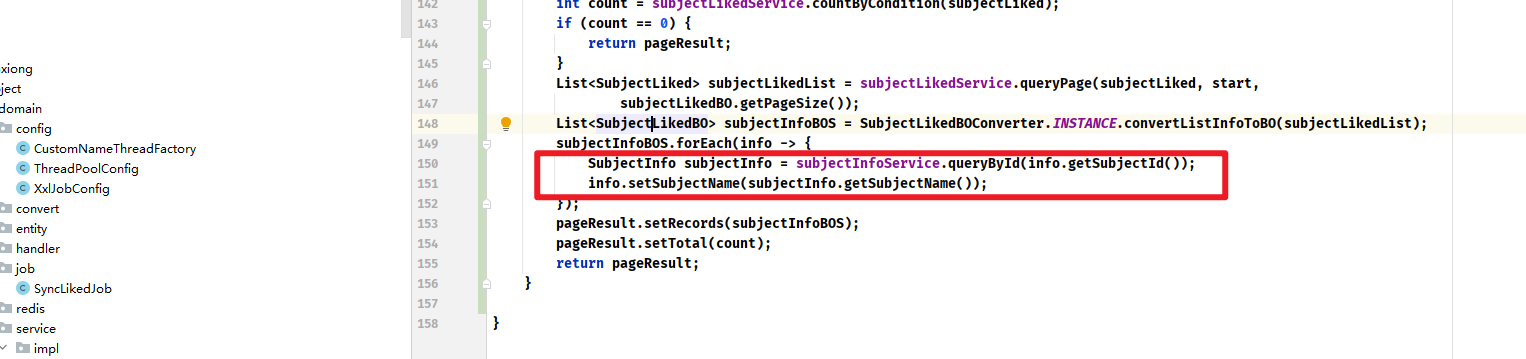 xiong
ject
domain
config
CustomNameThreadFactory
ThreadPoolConfig
XxlJobConfig
convert
entity
handler
job
SyncLikedJob
redis
service
impl
142 int count = subjectLikedService.countByCondition(subjectLiked);
143 if (count == 0) {
144 return pageResult;
145 }
146 List<SubjectLiked> subjectLikedList = subjectLikedService.queryPage(subjectLiked, start,
147 subjectLikedBO.getPageSize());
148 List<SubjectLikedBO> subjectInfoBOS = SubjectLikedBOConverter.INSTANCE.convertListInfoToBO(subjectLikedList);
149 subjectInfoBOS.forEach(info -> {
150 SubjectInfo subjectInfo = subjectInfoService.queryById(info.getSubjectId());
151 info.setSubjectName(subjectInfo.getSubjectName());
152 });
153 pageResult.setRecords(subjectInfoBOS);
154 pageResult.setTotal(count);
155 return pageResult;
156 }
157
158 }